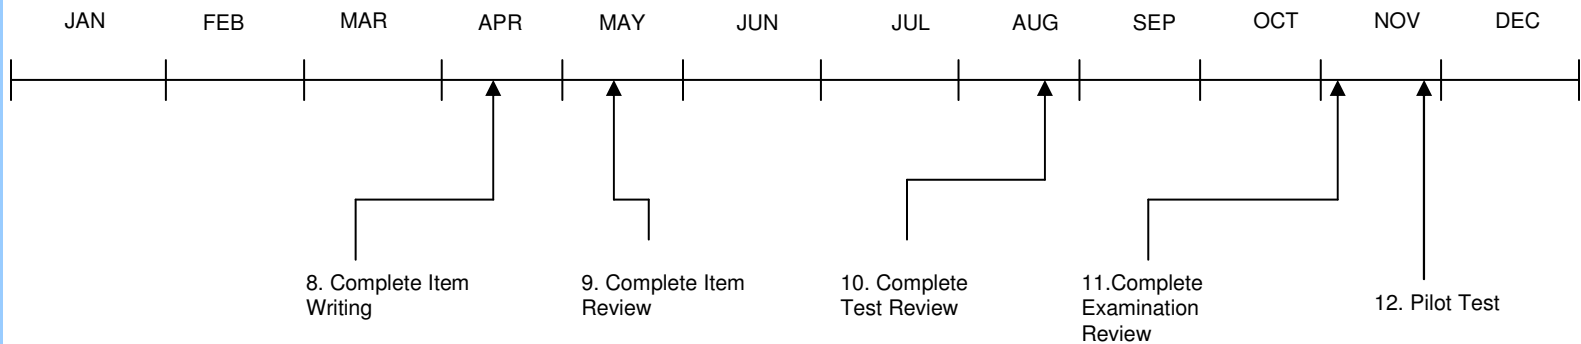 JAN FEB MAR APR MAY JUN JUL AUG SEP OCT NOV DEC
8. Complete Item
Writing
9. Complete Item
Review
10. Complete
Test Review
11.Complete
Examination
Review
12. Pilot Test